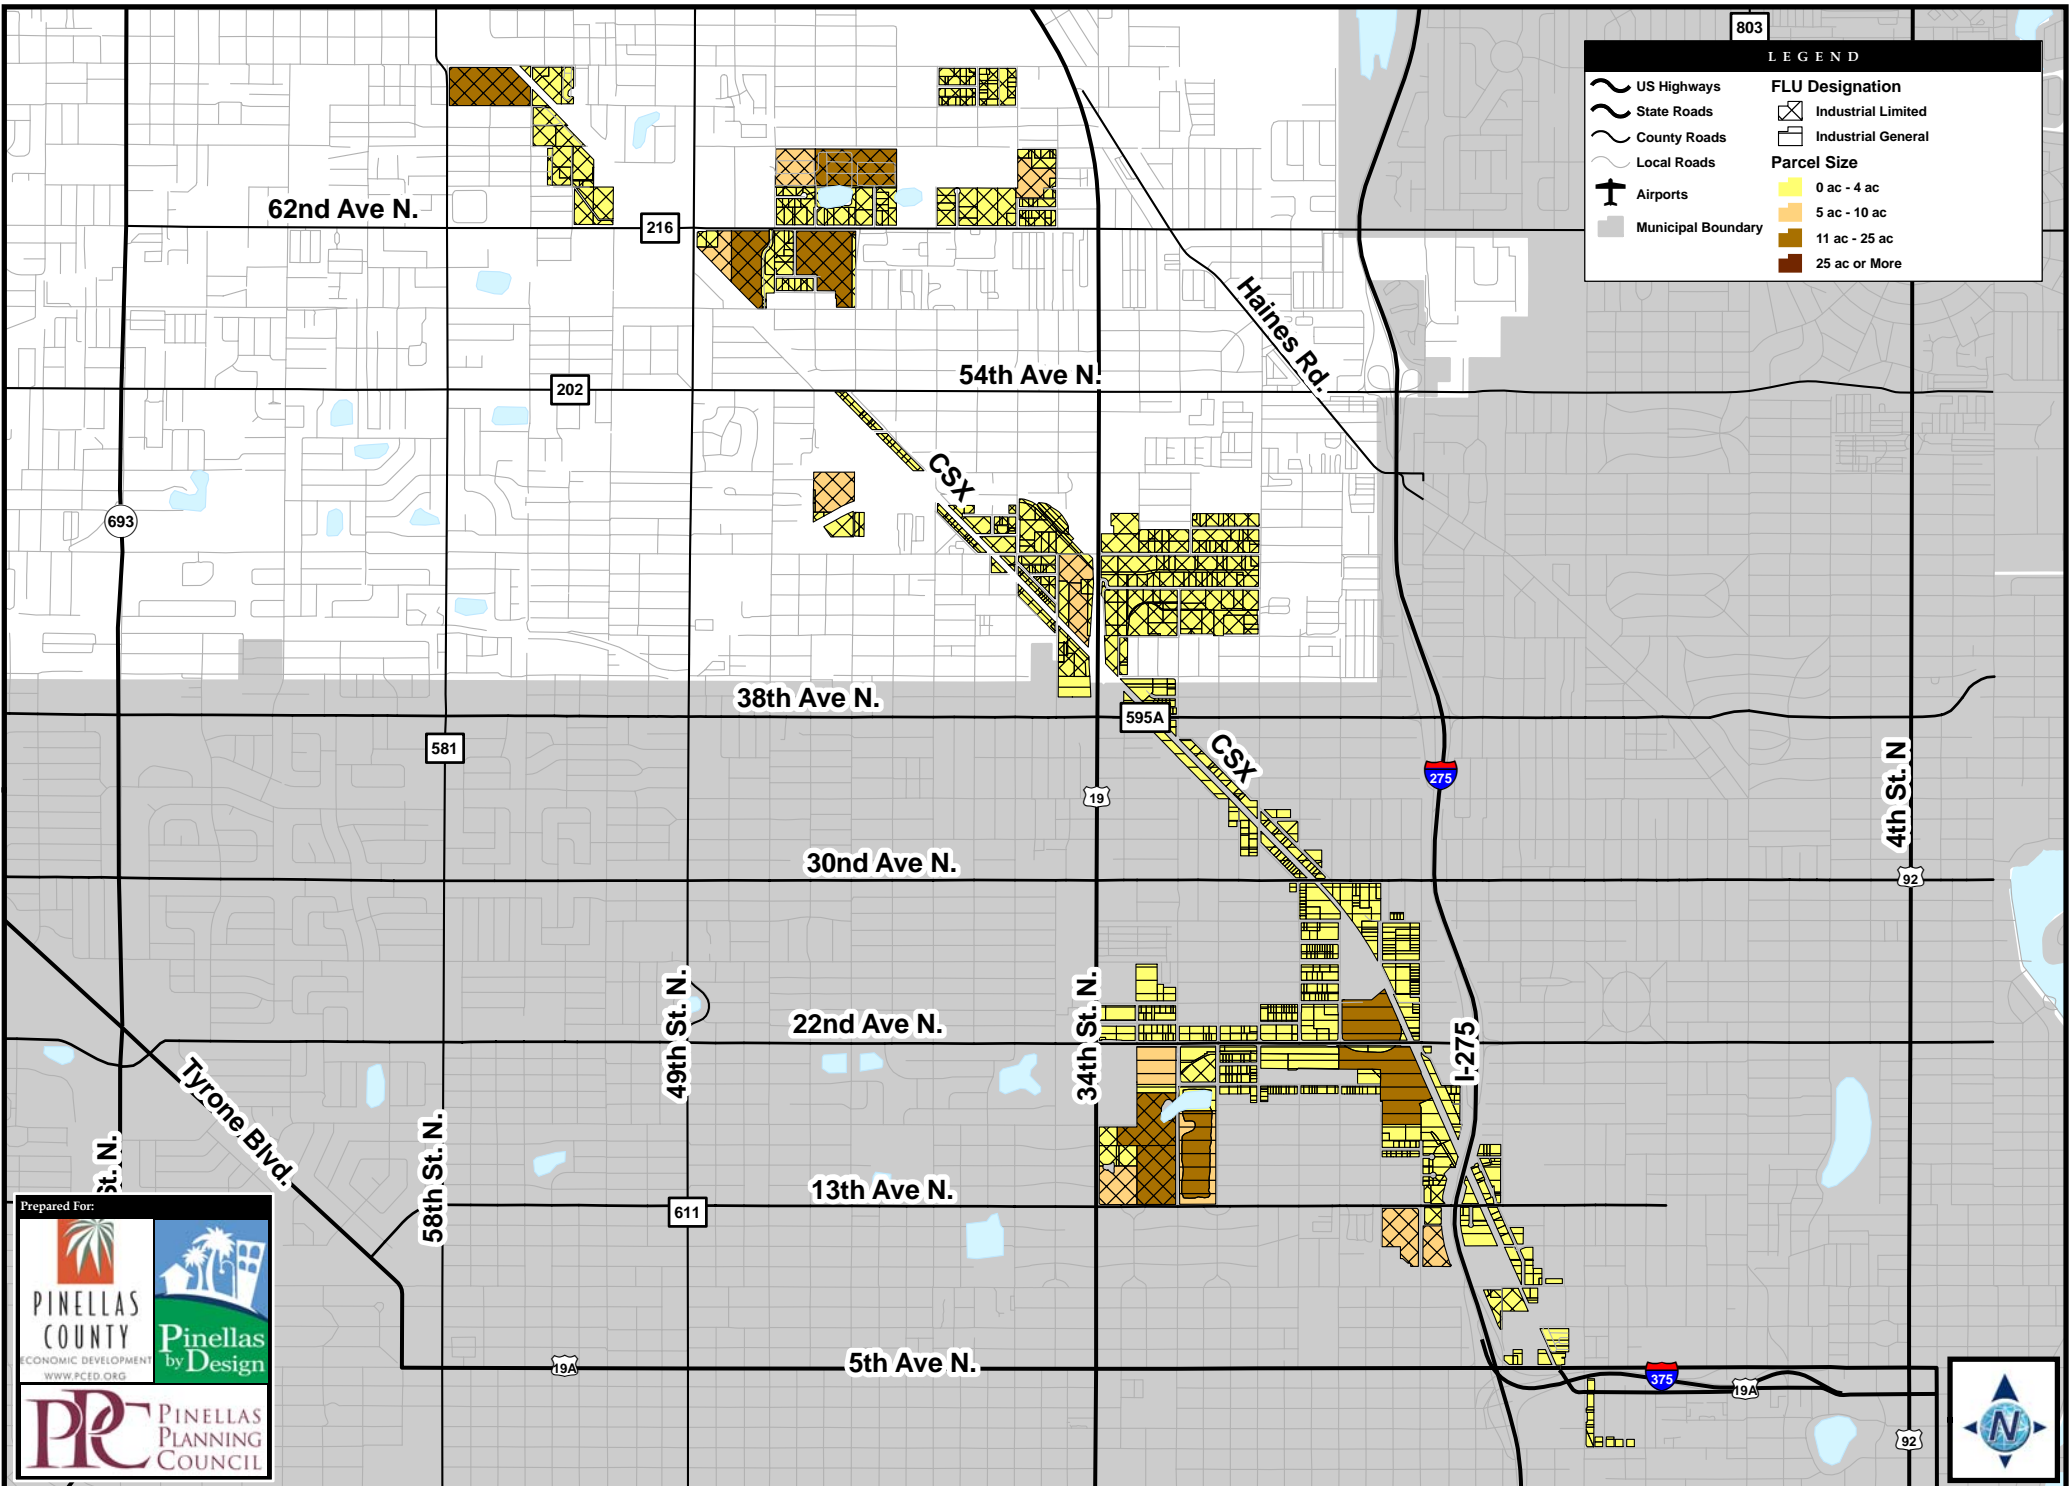 803
LEGEND
US Highways
State Roads
County Roads
Local Roads
Airports
Municipal Boundary
FLU Designation
Industrial Limited
Industrial General
Parcel Size
0 ac - 4 ac
5 ac - 10 ac
11 ac - 25 ac
25 ac or More
62nd Ave N.
216
Haines Rd.
54th Ave N.
202
CSX
693
38th Ave N.
595A
581
CSX
275
19
4th St. N
30nd Ave N.
92
49th St. N.
34th St. N.
22nd Ave N.
I-275
Tyrone Blvd.
58th St. N.
St. N.
13th Ave N.
611
5th Ave N.
19A
375
19A
92
Prepared For:
PINELLAS
COUNTY
ECONOMIC DEVELOPMENT
WWW.PCED.ORG
Pinellas
by Design
PPC
PINELLAS
PLANNING
COUNCIL
N